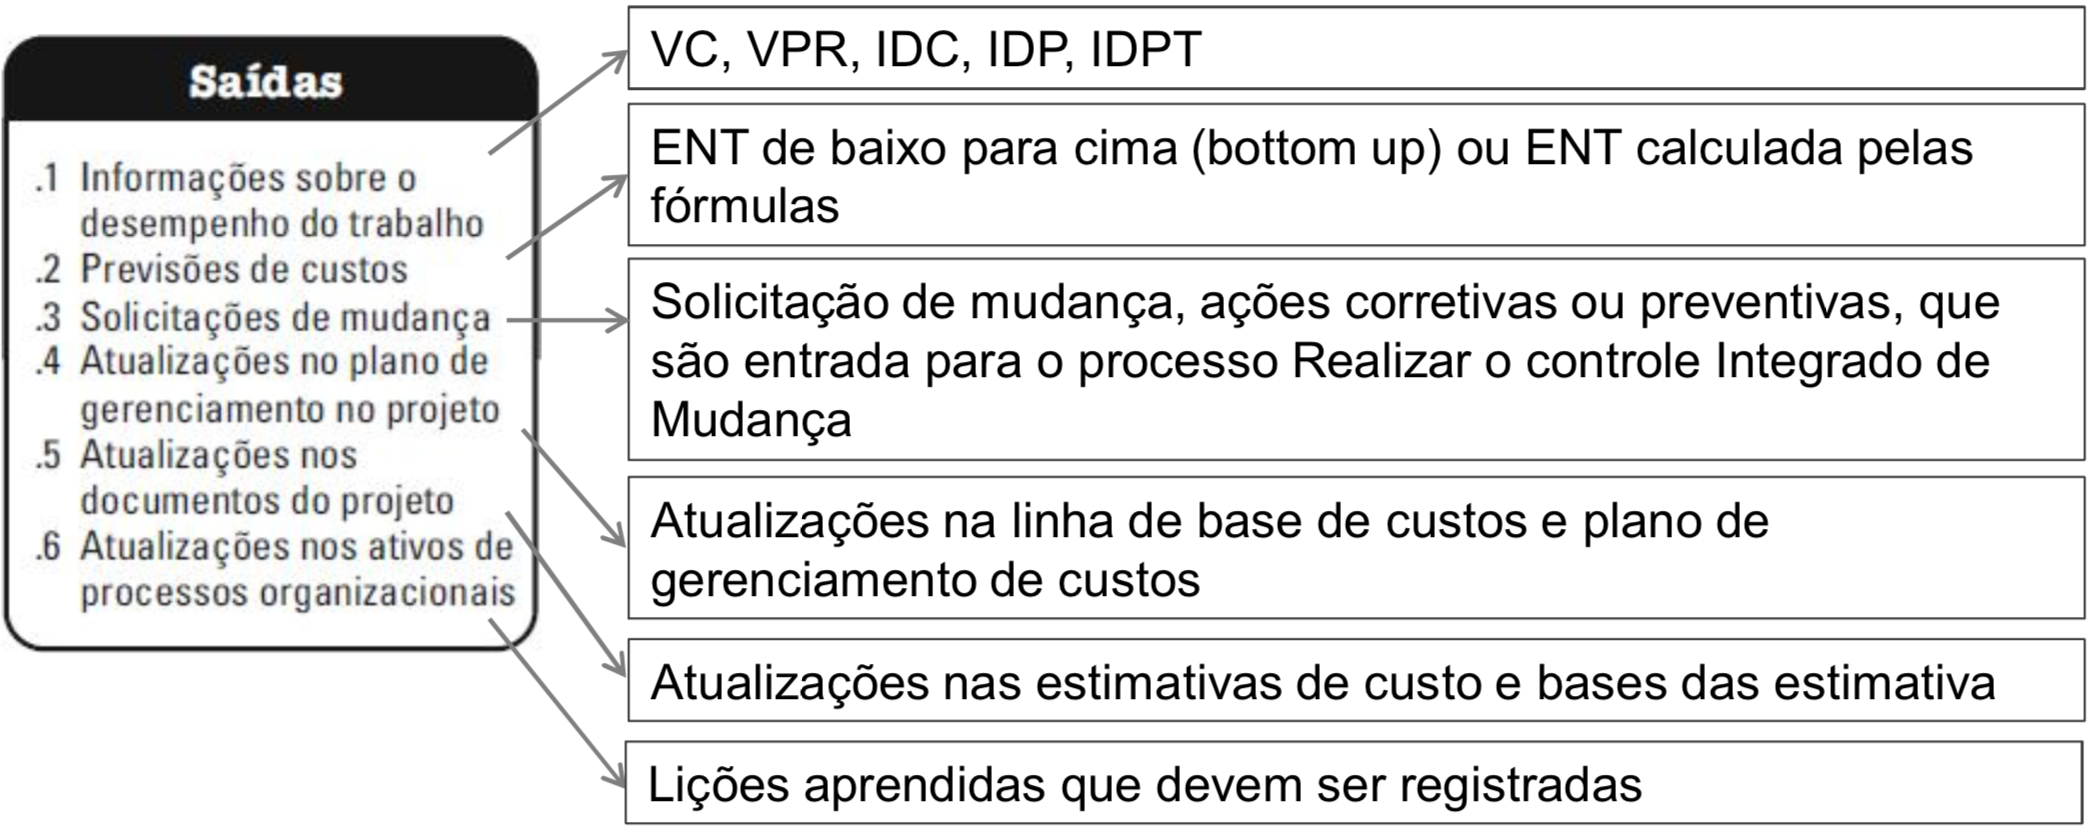 Saídas
.1 Informações sobre o
desempenho do trabalho
.2 Previsões de custos
.3 Solicitações de mudança
.4 Atualizações no plano de
gerenciamento no projeto
.5 Atualizações nos
documentos do projeto
.6 Atualizações nos ativos de
processos organizacionais
VC, VPR, IDC, IDP, IDPT
ENT de baixo para cima (bottom up) ou ENT calculada pelas
fórmulas
Solicitação de mudança, ações corretivas ou preventivas, que
são entrada para o processo Realizar o controle Integrado de
Mudança
Atualizações na linha de base de custos e plano de
gerenciamento de custos
Atualizações nas estimativas de custo e bases das estimativa
Lições aprendidas que devem ser registradas